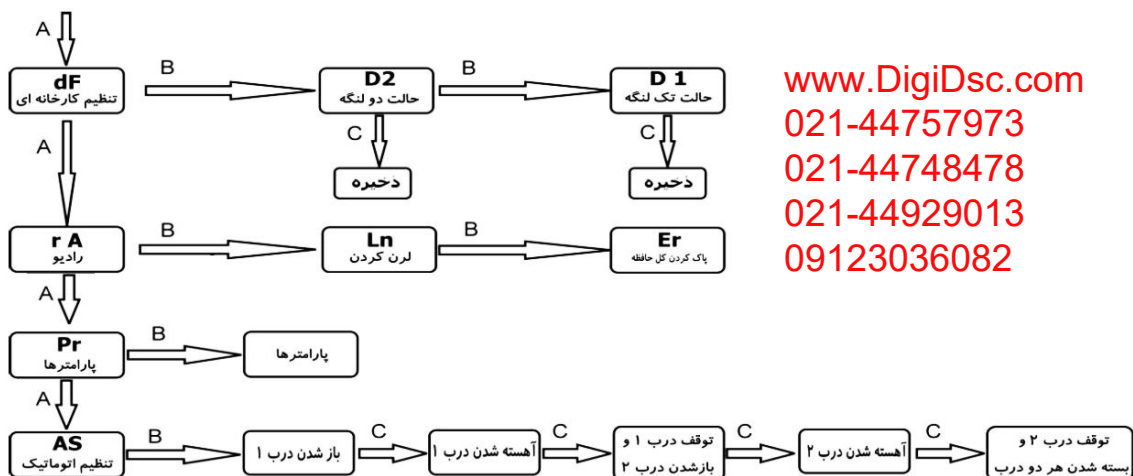 A
dF
تنظیم کارخانه ای
B
D2
حالت دو لنگه
B
D 1
حالت تک لنگه
www.DigiDsc.com
021-44757973
021-44748478
021-44929013
09123036082
A
C
ذخیره
C
ذخیره
r A
رادیو
B
Ln
لرن کردن
B
Er
پاک کردن کل حافظه
A
Pr
پارامترها
B
پارامترها
A
AS
تنظیم اتوماتیک
B
باز شدن درب ۱
C
آهسته شدن درب ۱
C
توقف درب ۱ و
بازشدن درب ۲
C
آهسته شدن درب ۲
C
توقف درب ۲ و
بسته شدن هر دو درب